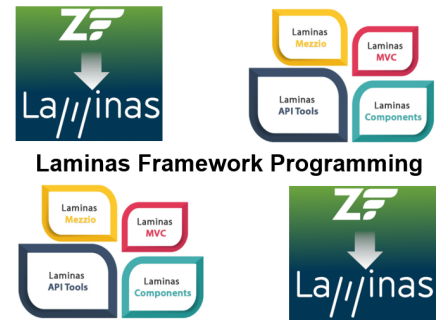 ZF
Laminas
Laminas
Mezzio
Laminas
MVC
Laminas
API Tools
Laminas
Components
Laminas Framework Programming
Laminas
Mezzio
Laminas
MVC
Laminas
API Tools
Laminas
Components
ZF
Laminas